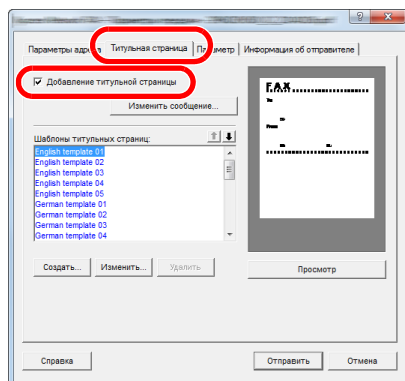 Параметры адреса Титульная страница Параметр Информация об отправителе
Добавление титульной страницы
Изменить сообщение...
Шаблоны титульных страниц:
English template 01
English template 02
English template 03
English template 04
English template 05
German template 01
German template 02
German template 03
German template 04
Создать... Изменить... Удалить
FAX
To:
From:
Просмотр
Справка Отправить Отмена